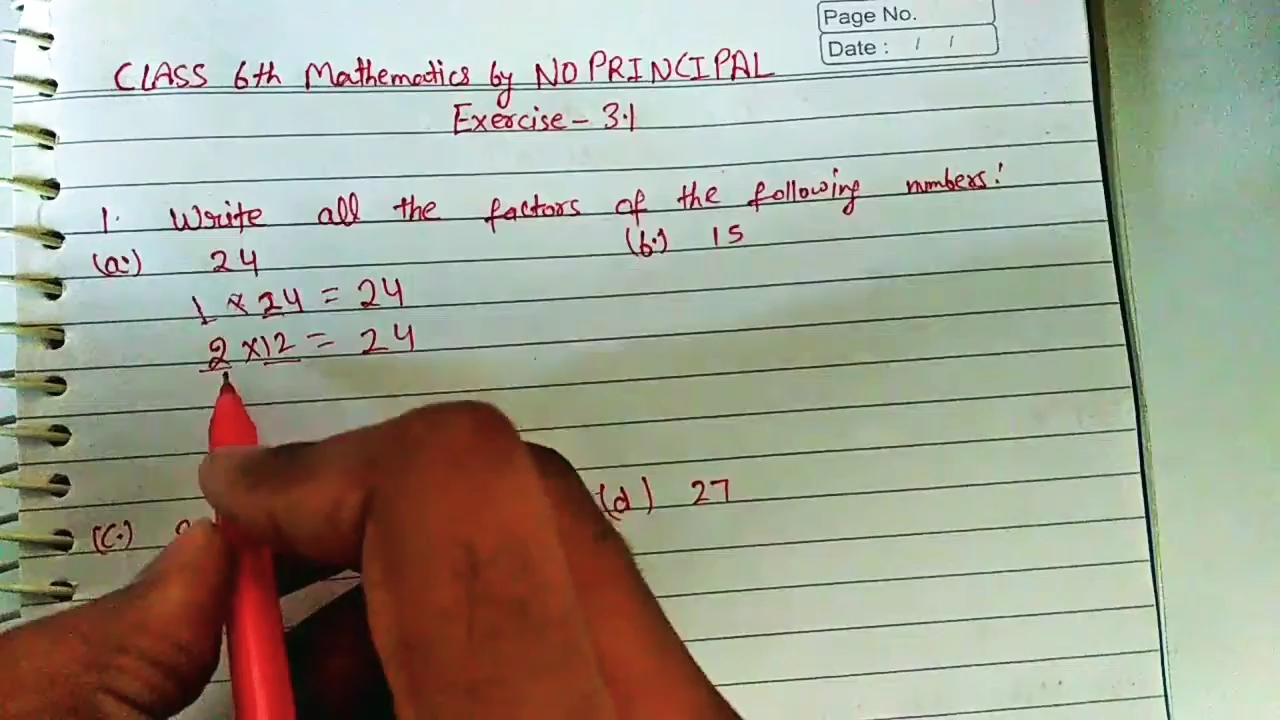 Page No.
Date : / /
CLASS 6th Mathematics by NO PRINCIPAL
Exercise - 3.1
1. Write all the factors of the following numbers:
(a.) 24 (b.) 15
1 × 24 = 24
2 × 12 = 24
(c.) (d) 27